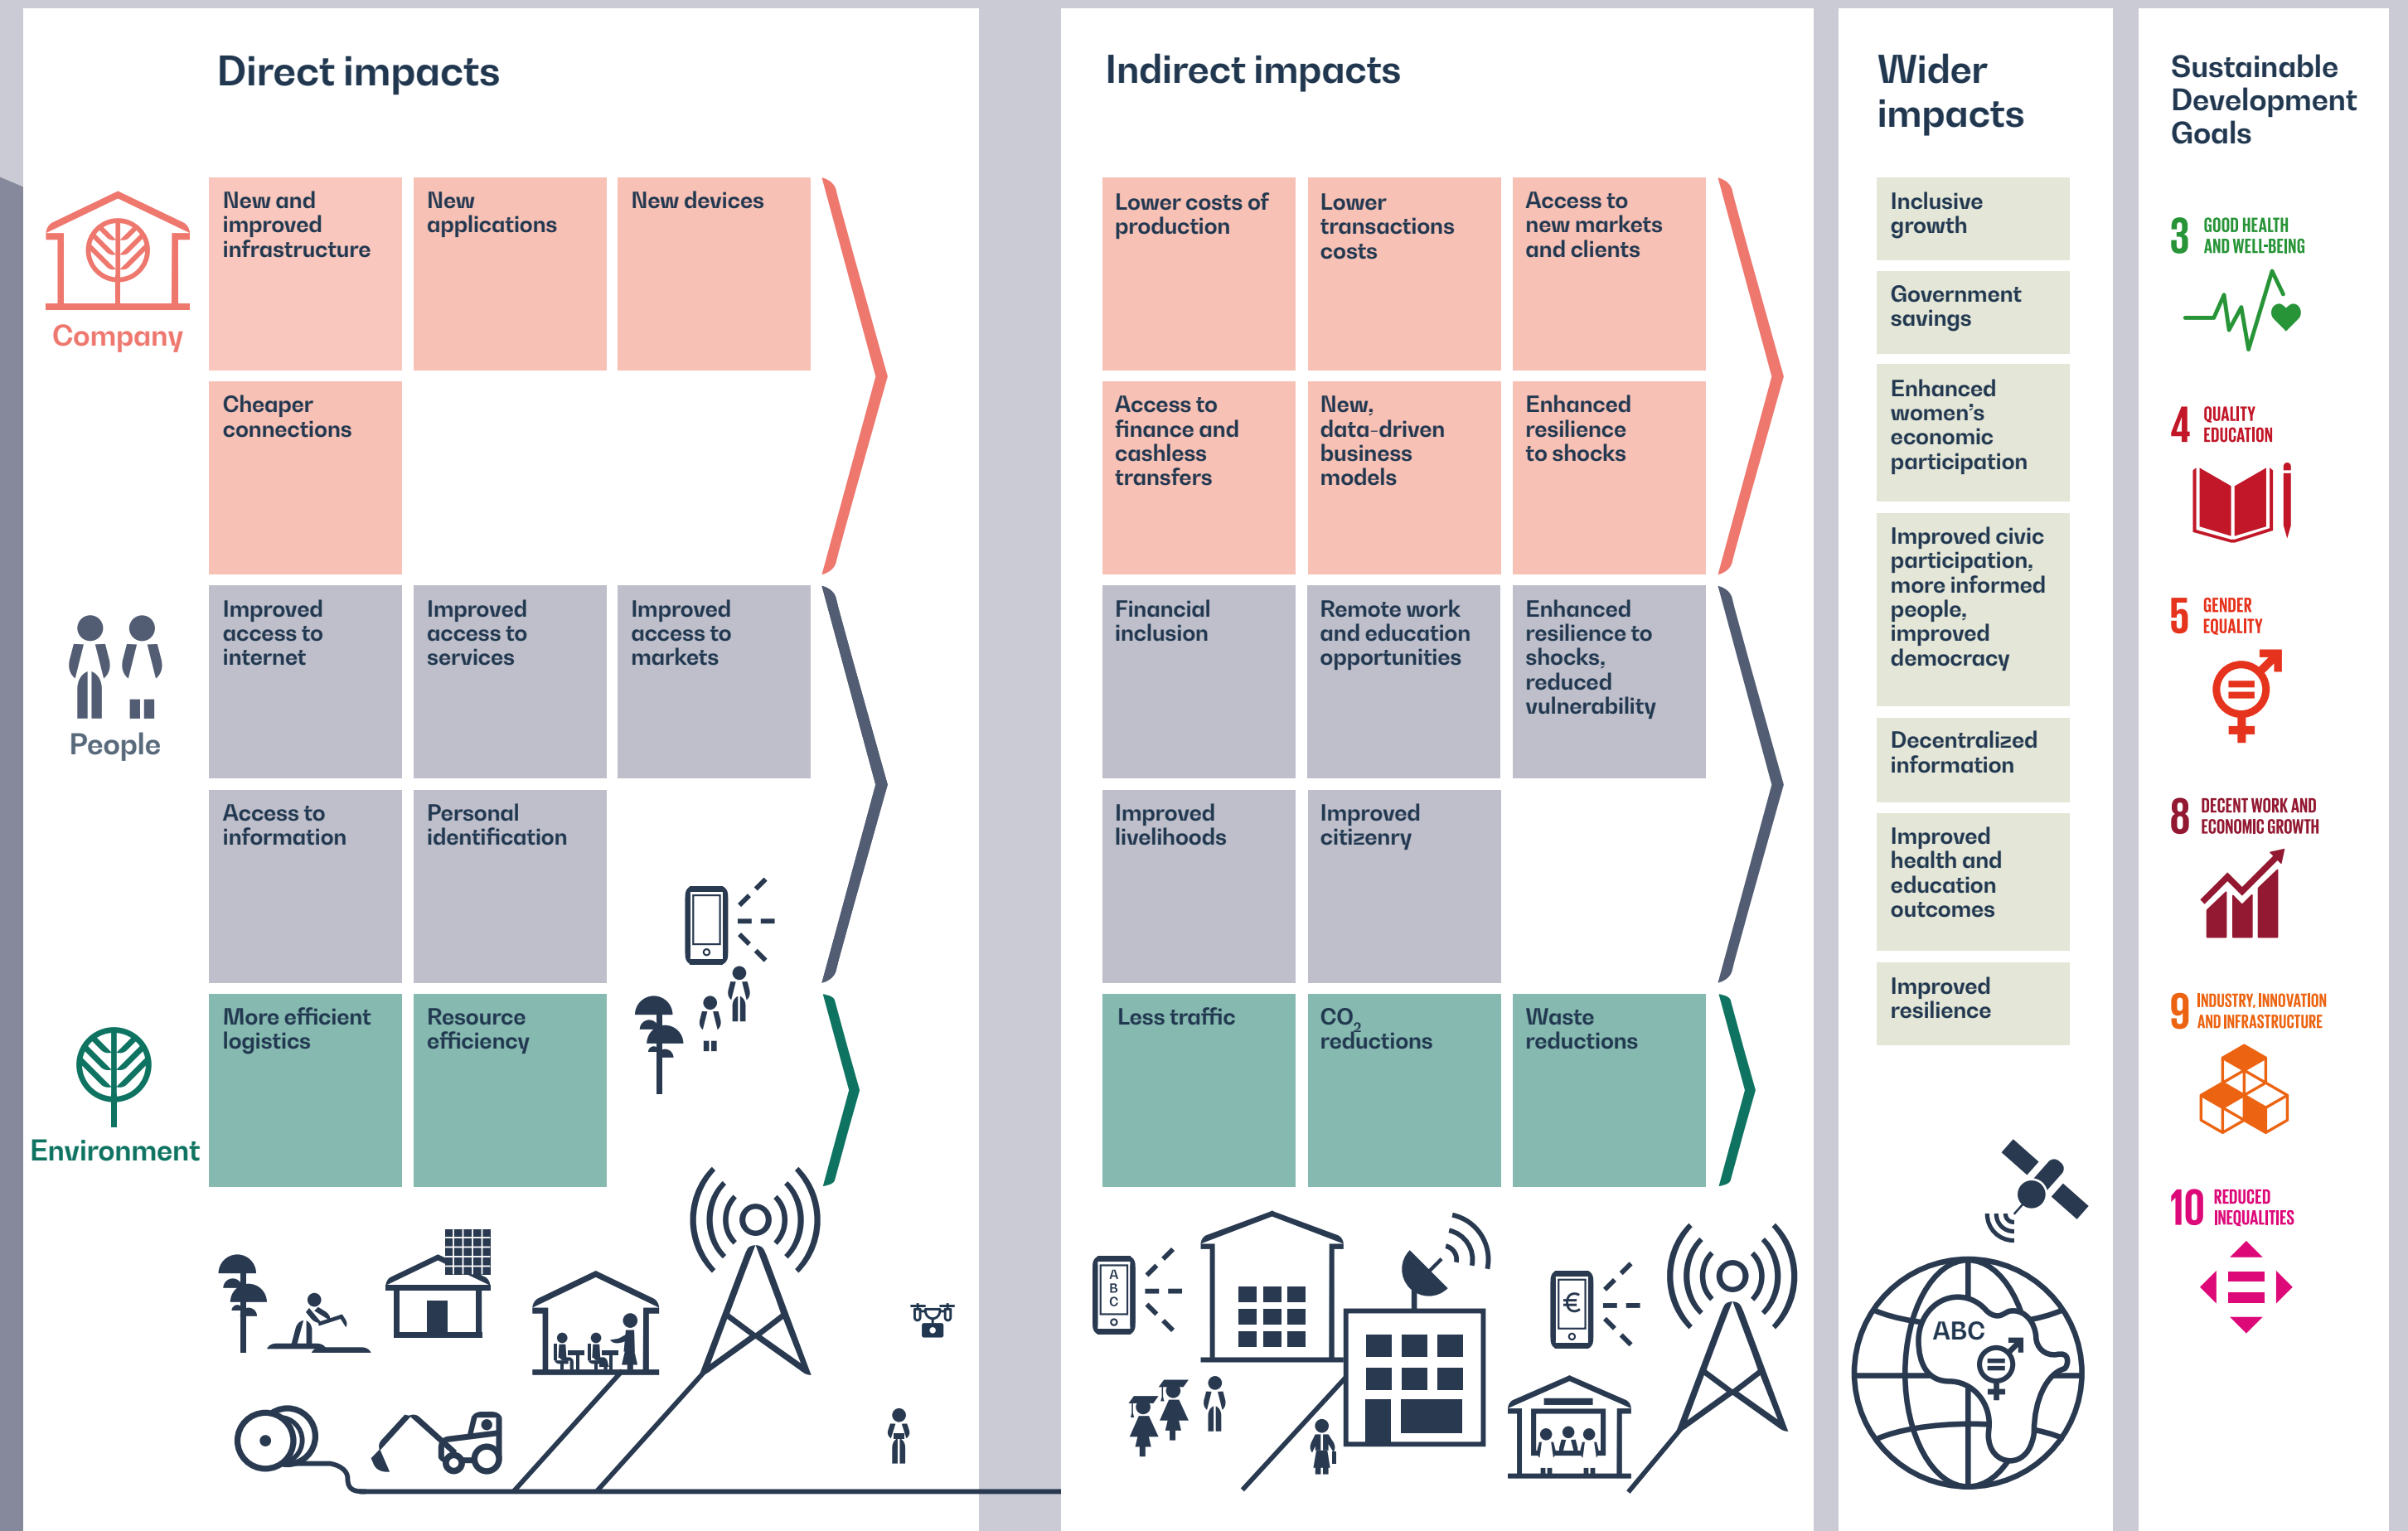 Direct impacts
Company
New and
improved
infrastructure
New
applications
New devices
Cheaper
connections
People
Improved
access to
internet
Improved
access to
services
Improved
access to
markets
Access to
information
Personal
identification
Environment
More efficient
logistics
Resource
efficiency
Indirect impacts
Lower costs of
production
Lower
transactions
costs
Access to
new markets
and clients
Access to
finance and
cashless
transfers
New,
data-driven
business
models
Enhanced
resilience
to shocks
Financial
inclusion
Remote work
and education
opportunities
Enhanced
resilience to
shocks,
reduced
vulnerability
Improved
livelihoods
Improved
citizenry
Less traffic
CO₂
reductions
Waste
reductions
A
B
C
€
Wider
impacts
Inclusive
growth
Government
savings
Enhanced
women's
economic
participation
Improved civic
participation,
more informed
people,
improved
democracy
Decentralized
information
Improved
health and
education
outcomes
Improved
resilience
ABC
Sustainable
Development
Goals
3 GOOD HEALTH
AND WELL-BEING
4 QUALITY
EDUCATION
5 GENDER
EQUALITY
8 DECENT WORK AND
ECONOMIC GROWTH
9 INDUSTRY, INNOVATION
AND INFRASTRUCTURE
10 REDUCED
INEQUALITIES